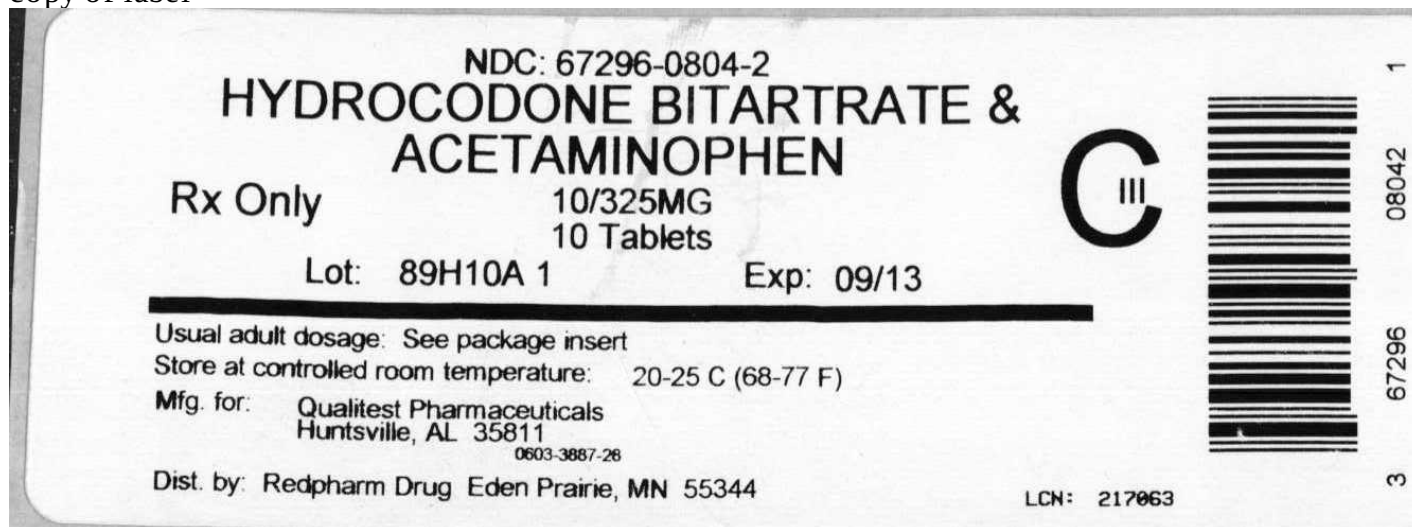 copy of label
NDC: 67296-0804-2
HYDROCODONE BITARTRATE &
ACETAMINOPHEN
Rx Only
10/325MG
10 Tablets
C III
Lot: 89H10A 1 Exp: 09/13
Usual adult dosage: See package insert
Store at controlled room temperature: 20-25 C (68-77 F)
Mfg. for: Qualitest Pharmaceuticals
Huntsville, AL 35811
0603-3887-28
Dist. by: Redpharm Drug Eden Prairie, MN 55344
LCN: 217063
3 67296 08042 1